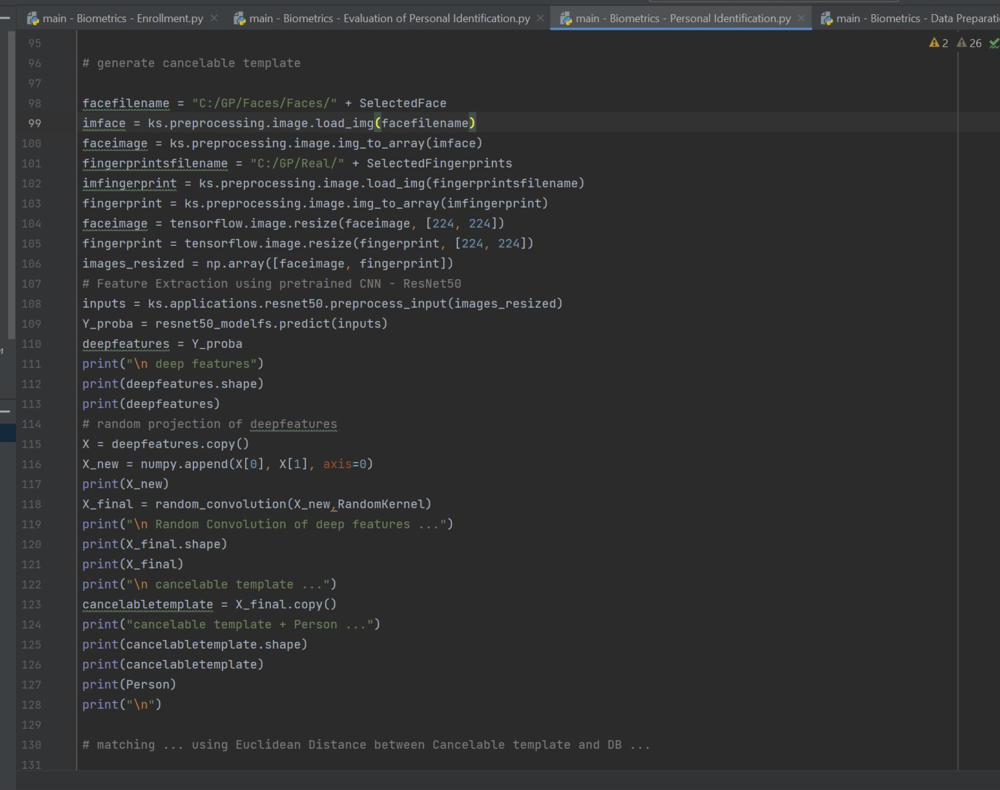 main - Biometrics - Enrollment.py main - Biometrics - Evaluation of Personal Identification.py main - Biometrics - Personal Identification.py main - Biometrics - Data
2 26
95
96 # generate cancelable template
97
98 facefilename = "C:/GP/Faces/Faces/" + SelectedFace
99 imface = ks.preprocessing.image.load_img(facefilename)
100 faceimage = ks.preprocessing.image.img_to_array(imface)
101 fingerprintsfilename = "C:/GP/Real/" + SelectedFingerprints
102 imfingerprint = ks.preprocessing.image.load_img(fingerprintsfilename)
103 fingerprint = ks.preprocessing.image.img_to_array(imfingerprint)
104 faceimage = tensorflow.image.resize(faceimage, [224, 224])
105 fingerprint = tensorflow.image.resize(fingerprint, [224, 224])
106 images_resized = np.array([faceimage, fingerprint])
107 # Feature Extraction using pretrained CNN - ResNet50
108 inputs = ks.applications.resnet50.preprocess_input(images_resized)
109 Y_proba = resnet50_modelfs.predict(inputs)
110 deepfeatures = Y_proba
111 print("\n deep features")
112 print(deepfeatures.shape)
113 print(deepfeatures)
114 # random projection of deepfeatures
115 X = deepfeatures.copy()
116 X_new = numpy.append(X[0], X[1], axis=0)
117 print(X_new)
118 X_final = random_convolution(X_new,RandomKernel)
119 print("\n Random Convolution of deep features ...")
120 print(X_final.shape)
121 print(X_final)
122 print("\n cancelable template ...")
123 cancelabletemplate = X_final.copy()
124 print("cancelable template + Person ...")
125 print(cancelabletemplate.shape)
126 print(cancelabletemplate)
127 print(Person)
128 print("\n")
129
130 # matching ... using Euclidean Distance between Cancelable template and DB ...
131